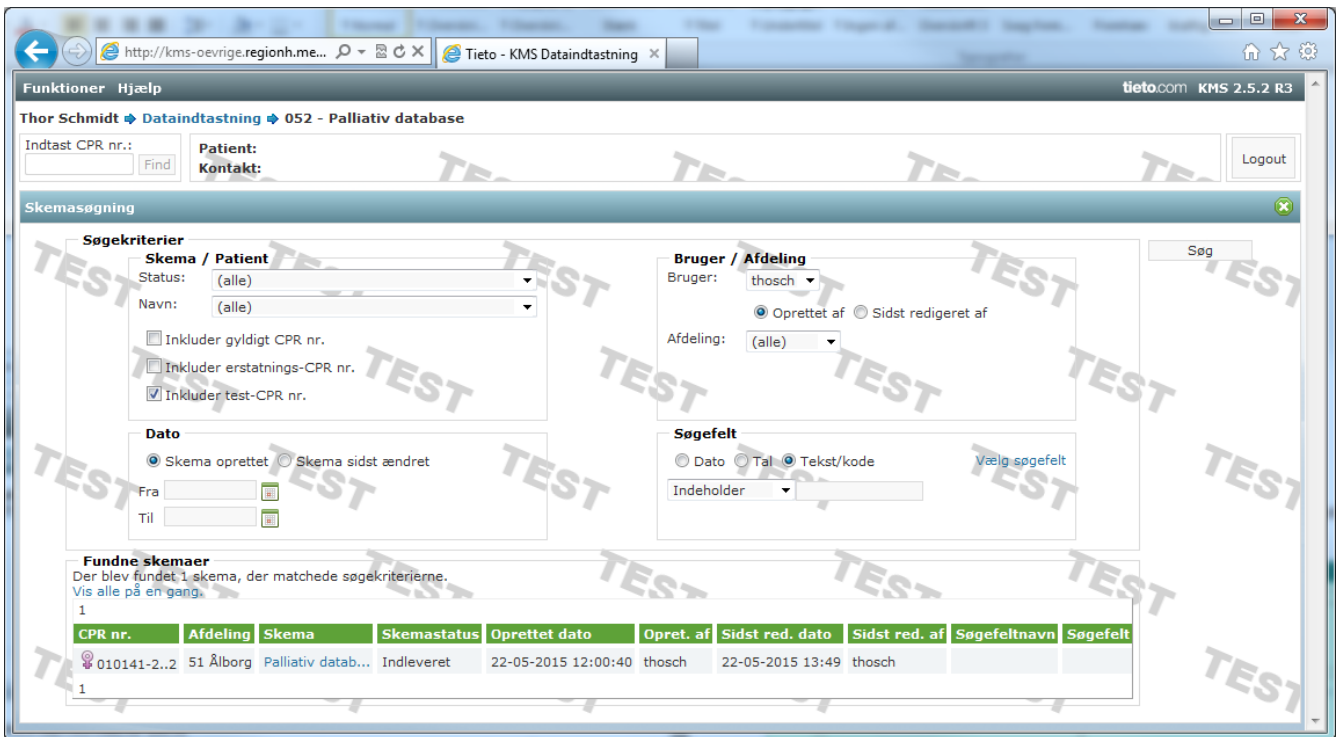 http://kms-oevrige.regionh.me...
Tieto - KMS Dataindtastning
Funktioner Hjælp
tieto.com KMS 2.5.2 R3
Thor Schmidt Dataindtastning 052 - Palliativ database
Indtast CPR nr.:
Find
Patient:
Kontakt:
Logout
Skemasøgning
Søgekriterier
Søg
Skema / Patient
Status: (alle)
Navn: (alle)
Inkluder gyldigt CPR nr.
Inkluder erstatnings-CPR nr.
Inkluder test-CPR nr.
Bruger / Afdeling
Bruger: thosch
Oprettet af Sidst redigeret af
Afdeling: (alle)
Dato
Skema oprettet Skema sidst ændret
Fra
Til
Søgefelt
Dato Tal Tekst/kode Vælg søgefelt
Indeholder
Fundne skemaer
Der blev fundet 1 skema, der matchede søgekriterierne.
Vis alle på en gang.
1
CPR nr. Afdeling Skema Skemastatus Oprettet dato Opret. af Sidst red. dato Sidst red. af Søgefeltnavn Søgefelt
010141-2..2 51 Ålborg Palliativ datab... Indleveret 22-05-2015 12:00:40 thosch 22-05-2015 13:49 thosch
1
TEST